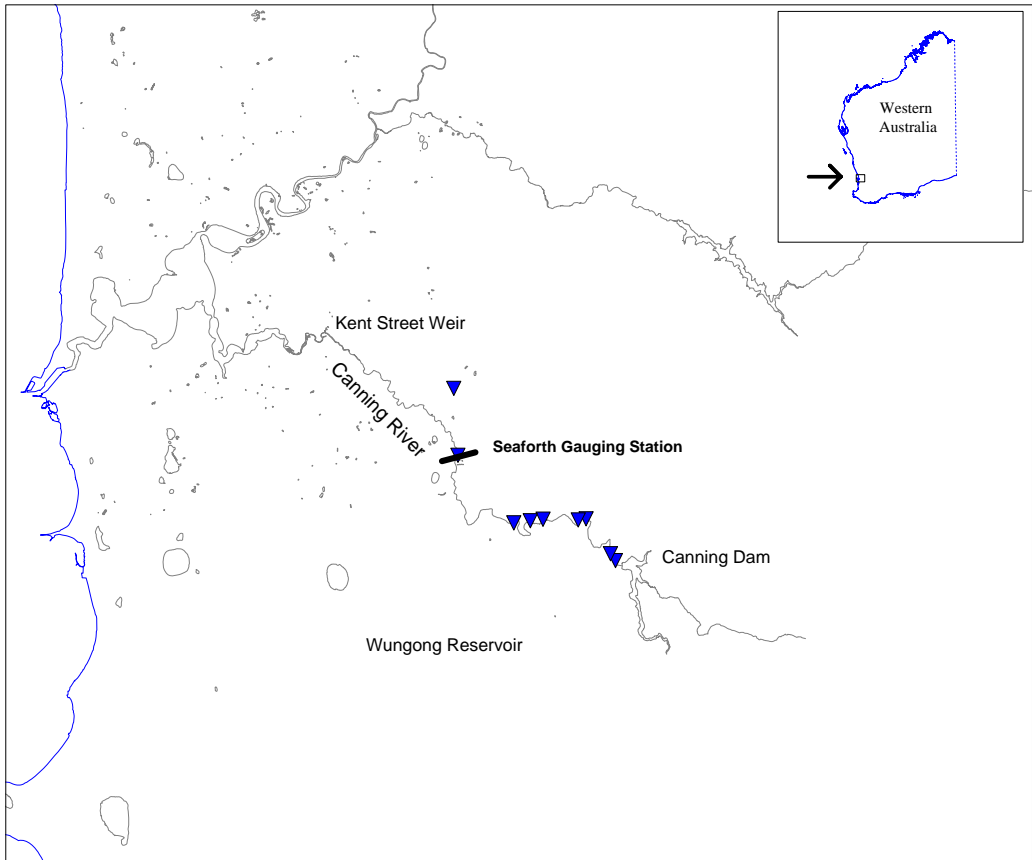 Western
Australia
Kent Street Weir
Canning River
Seaforth Gauging Station
Canning Dam
Wungong Reservoir